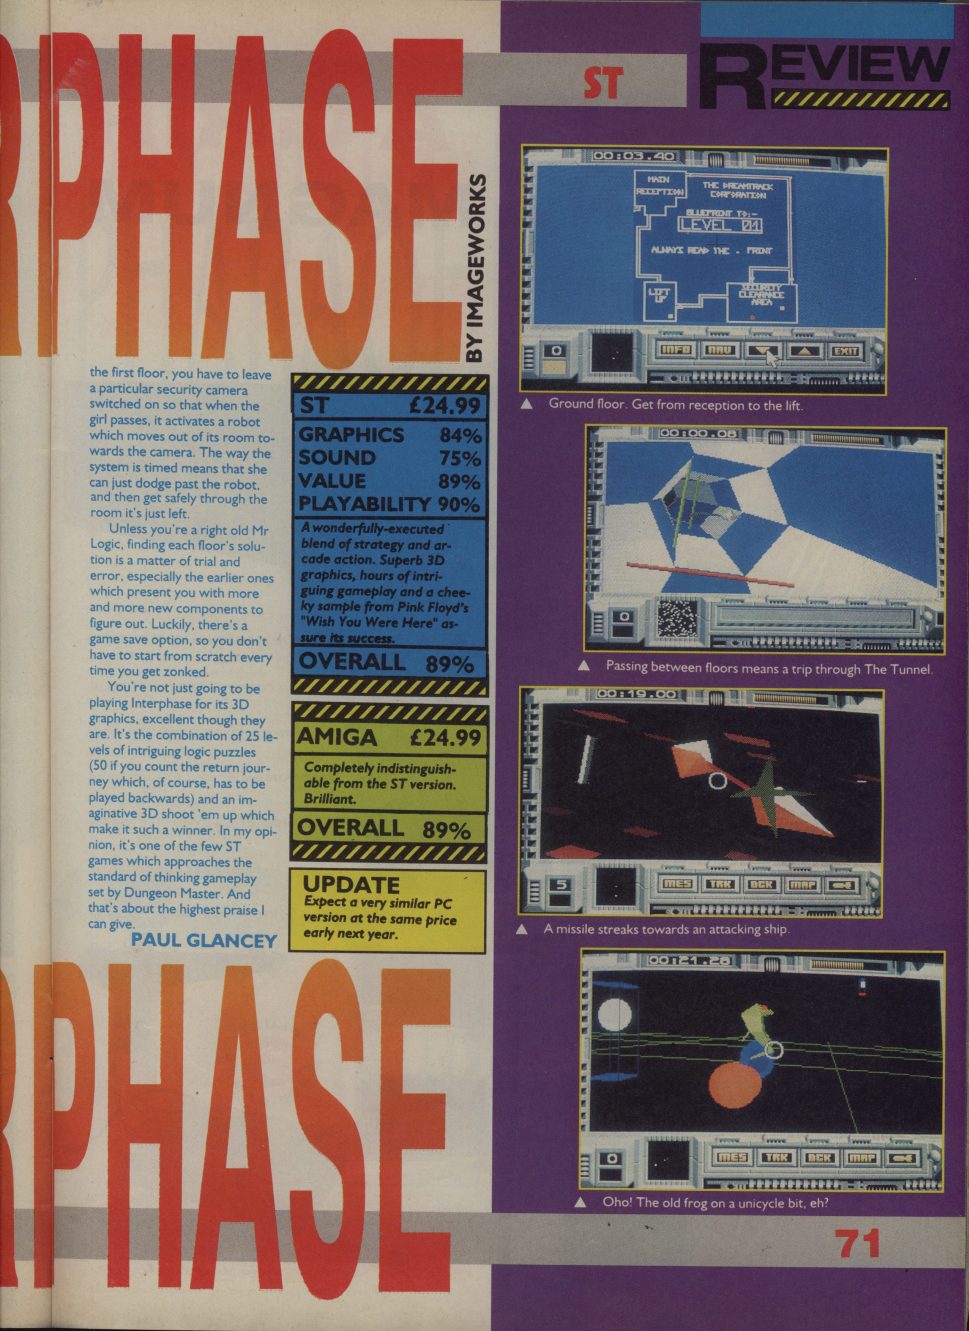 RPHASE
BY IMAGEWORKS
ST
REVIEW
the first floor, you have to leave
a particular security camera
switched on so that when the
girl passes, it activates a robot
which moves out of its room to-
wards the camera. The way the
system is timed means that she
can just dodge past the robot,
and then get safely through the
room it's just left.
Unless you're a right old Mr
Logic, finding each floor's solu-
tion is a matter of trial and
error, especially the earlier ones
which present you with more
and more new components to
figure out. Luckily, there's a
game save option, so you don't
have to start from scratch every
time you get zonked.
You're not just going to be
playing Interphase for its 3D
graphics, excellent though they
are. It's the combination of 25 le-
vels of intriguing logic puzzles
(50 if you count the return jour-
ney which, of course, has to be
played backwards) and an im-
aginative 3D shoot 'em up which
make it such a winner. In my opi-
nion, it's one of the few ST
games which approaches the
standard of thinking gameplay
set by Dungeon Master. And
that's about the highest praise I
can give.
PAUL GLANCEY
ST £24.99
GRAPHICS 84%
SOUND 75%
VALUE 89%
PLAYABILITY 90%
A wonderfully-executed
blend of strategy and ar-
cade action. Superb 3D
graphics, hours of intri-
guing gameplay and a chee-
ky sample from Pink Floyd's
"Wish You Were Here" as-
sure its success.
OVERALL 89%
AMIGA £24.99
Completely indistinguish-
able from the ST version.
Brilliant.
OVERALL 89%
UPDATE
Expect a very similar PC
version at the same price
early next year.
RPHASE
00:03.40
MAIN
RECEPTION
THE DREAMTRACK
CORPORATION
BLUEPRINT TO:-
LEVEL 01
ALWAYS READ THE . PRINT
LIFT
UP
SECURITY
CLEARANCE
AREA
0
INFO NAV EXIT
▲ Ground floor. Get from reception to the lift.
00:00.08
0
▲ Passing between floors means a trip through The Tunnel.
00:19.00
5
MES TRK BCK MAP
▲ A missile streaks towards an attacking ship.
00:21.28
0
MES TRK BCK MAP
▲ Oho! The old frog on a unicycle bit, eh?
71